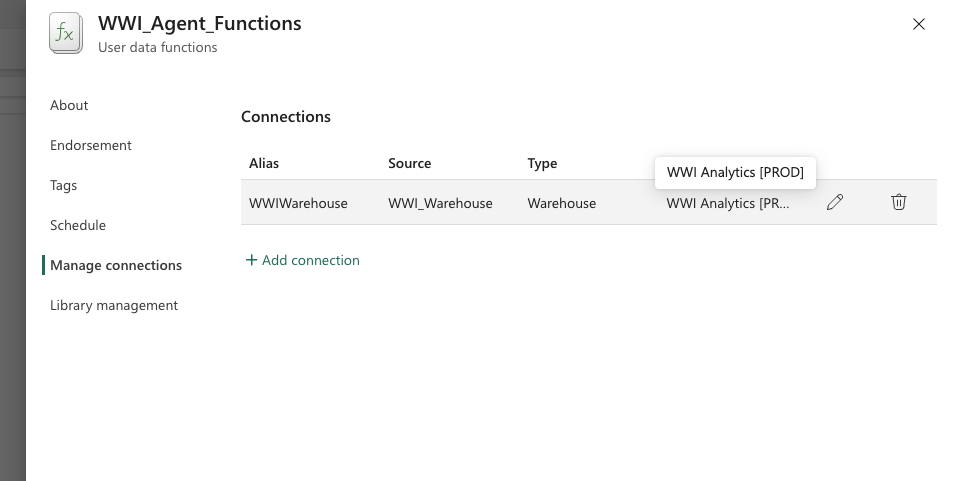 WWI_Agent_Functions
User data functions
About
Endorsement
Tags
Schedule
Manage connections
Library management
Connections
Alias Source Type
WWI Analytics [PROD]
WWIWarehouse WWI_Warehouse Warehouse WWI Analytics [PR...
+ Add connection